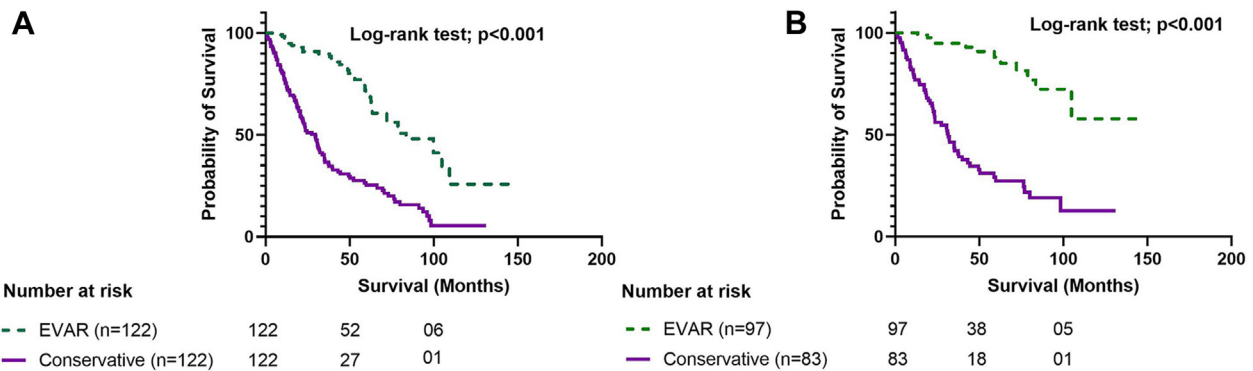 A
Log-rank test; p<0.001
Probability of Survival
100
50
0
0 50 100 150 200
Survival (Months)
Number at risk
EVAR (n=122) 122 52 06
Conservative (n=122) 122 27 01
B
Log-rank test; p<0.001
Probability of Survival
100
50
0
0 50 100 150 200
Survival (Months)
Number at risk
EVAR (n=97) 97 38 05
Conservative (n=83) 83 18 01